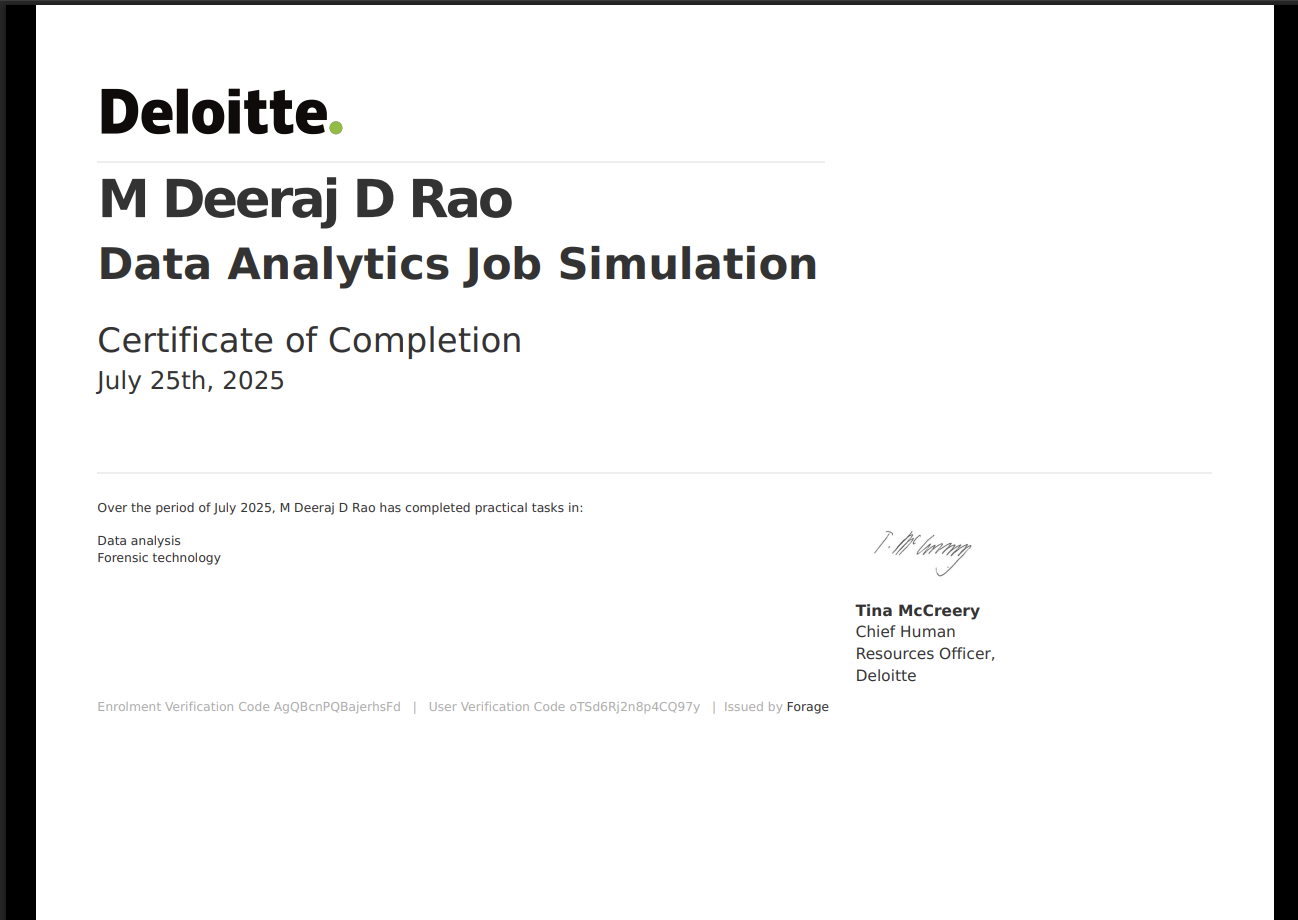 Deloitte.
M Deeraj D Rao
Data Analytics Job Simulation
Certificate of Completion
July 25th, 2025
Over the period of July 2025, M Deeraj D Rao has completed practical tasks in:
Data analysis
Forensic technology
Tina McCreery
Chief Human
Resources Officer,
Deloitte
Enrolment Verification Code AgQBcnPQBajerhsFd | User Verification Code oTSd6Rj2n8p4CQ97y | Issued by Forage